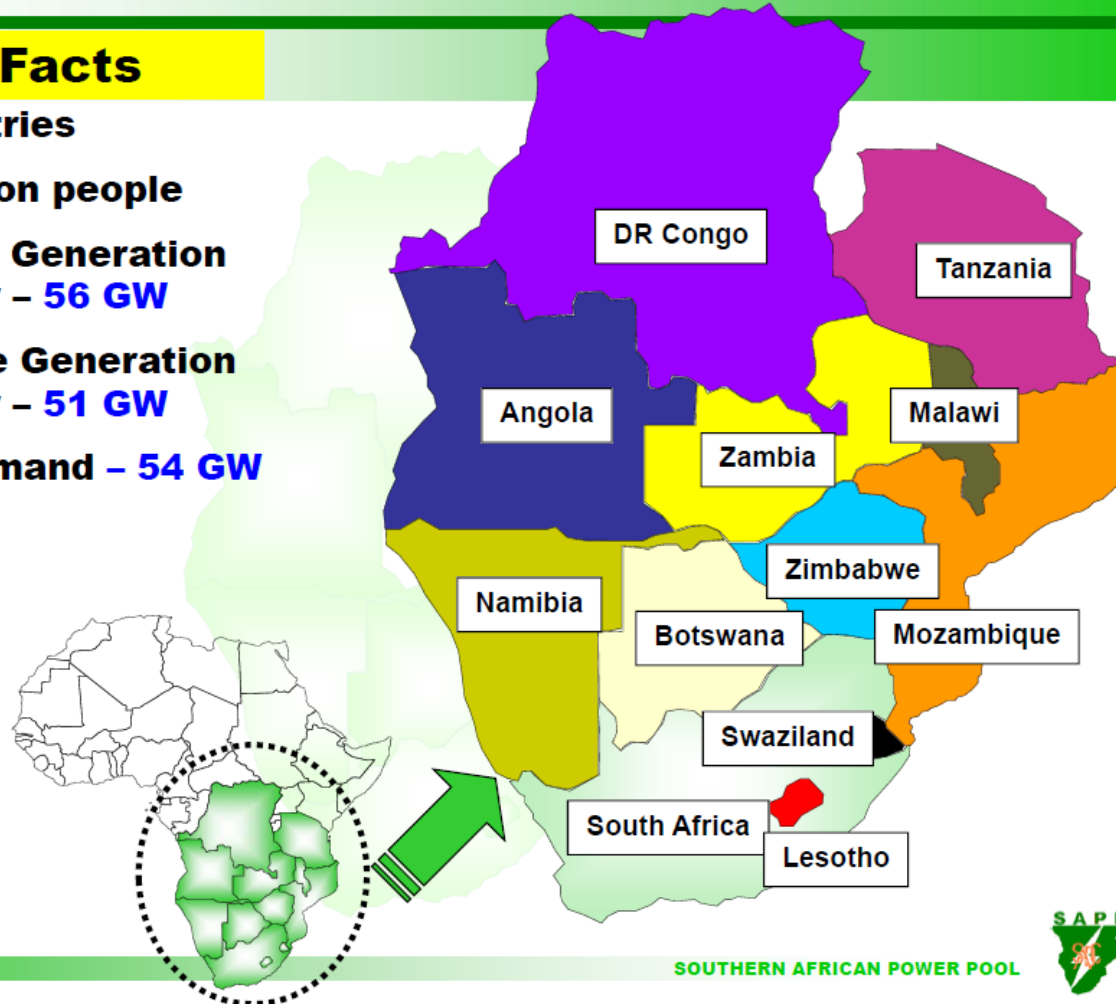 Facts
tries
on people
Generation
– 56 GW
e Generation
– 51 GW
mand – 54 GW
DR Congo
Tanzania
Angola
Malawi
Zambia
Zimbabwe
Namibia
Botswana
Mozambique
Swaziland
South Africa
Lesotho
SAP
SOUTHERN AFRICAN POWER POOL